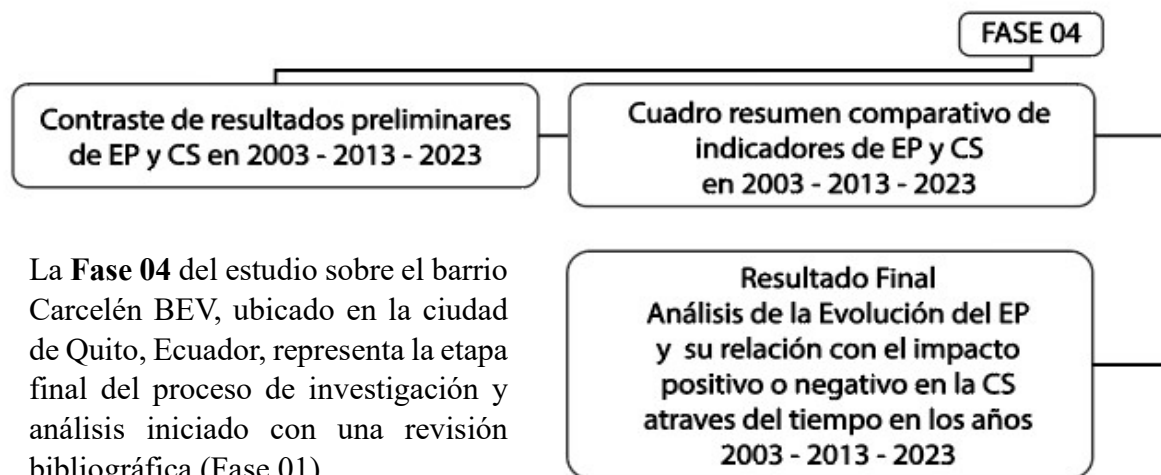 FASE 04
Contraste de resultados preliminares
de EP y CS en 2003 - 2013 - 2023
Cuadro resumen comparativo de
indicadores de EP y CS
en 2003 - 2013 - 2023
La Fase 04 del estudio sobre el barrio
Carcelén BEV, ubicado en la ciudad
de Quito, Ecuador, representa la etapa
final del proceso de investigación y
análisis iniciado con una revisión
bibliográfica (Fase 01)
Resultado Final
Análisis de la Evolución del EP
y su relación con el impacto
positivo o negativo en la CS
atraves del tiempo en los años
2003 - 2013 - 2023